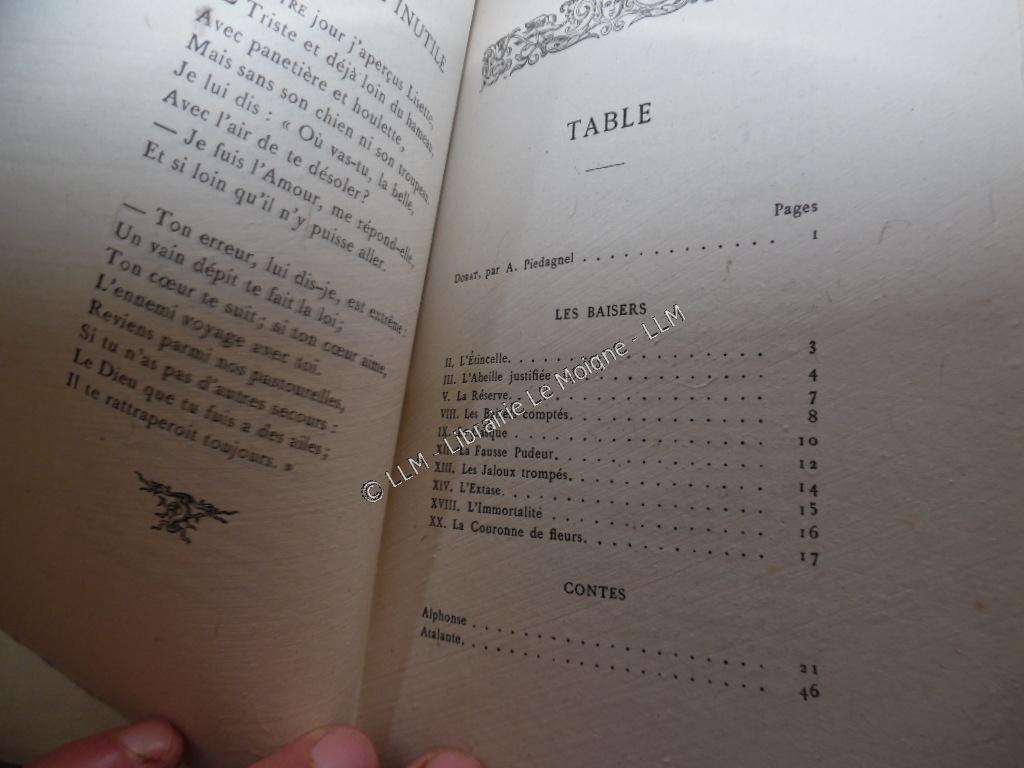 INUTILE
TRE jour j'aperçus Lisette,
Triste et déjà loin du hameau,
Avec panetière et houlette,
Mais sans son chien ni son troupeau.
Je lui dis : « Où vas-tu, la belle,
Avec l'air de te désoler?
— Je fuis l'Amour, me répond-elle,
Et si loin qu'il n'y puisse aller.
— Ton erreur, lui dis-je, est extrême :
Un vain dépit te fait la loi;
Ton cœur te suit; si ton cœur aime,
L'ennemi voyage avec toi.
Reviens parmi nos pastourelles,
Si tu n'as pas d'autres secours :
Le Dieu que tu fuis a des ailes;
Il te rattraperoit toujours. »
TABLE
Pages
DORAT, par A. Piedagnel . . . . . . . . . . . . . 1
LES BAISERS
II. L'Étincelle. . . . . . . . . . . . . . . . 3
III. L'Abeille justifiée . . . . . . . . . . . . 4
V. La Réserve. . . . . . . . . . . . . . . . 7
VIII. Les comptés. . . . . . . . . . . . . 8
IX. . . . . . . . . . . . . . . . 10
XII. La Fausse Pudeur. . . . . . . . . . . . . 12
XIII. Les Jaloux trompés. . . . . . . . . . . . 14
XIV. L'Extase. . . . . . . . . . . . . . . . 15
XVIII. L'Immortalité . . . . . . . . . . . . . 16
XX. La Couronne de fleurs. . . . . . . . . . . 17
CONTES
Alphonse . . . . . . . . . . . . . . . . . 21
Atalante. . . . . . . . . . . . . . . . . . 46
© LLM - Librairie Le Moigne - LLM